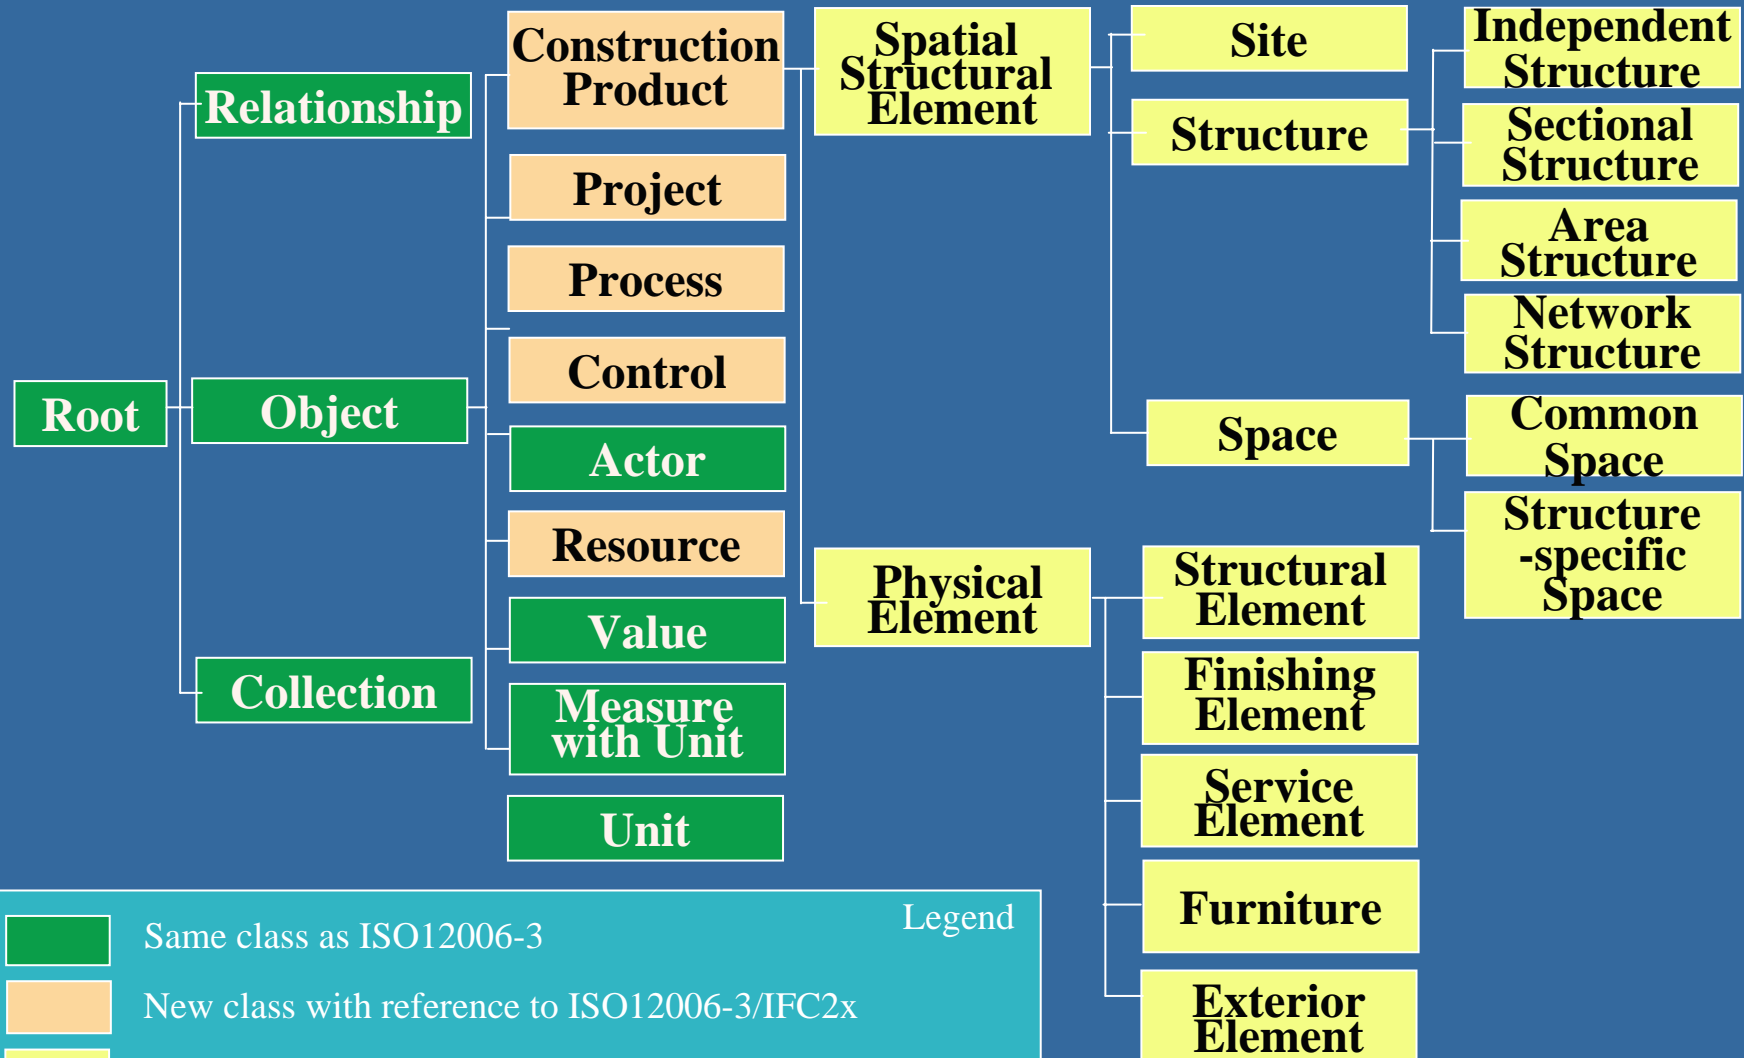 Root
Relationship
Object
Collection
Construction
Product
Project
Process
Control
Actor
Resource
Value
Measure
with Unit
Unit
Spatial
Structural
Element
Physical
Element
Site
Structure
Space
Independent
Structure
Sectional
Structure
Area
Structure
Network
Structure
Common
Space
Structure
-specific
Space
Structural
Element
Finishing
Element
Service
Element
Furniture
Exterior
Element
Legend
Same class as ISO12006-3
New class with reference to ISO12006-3/IFC2x